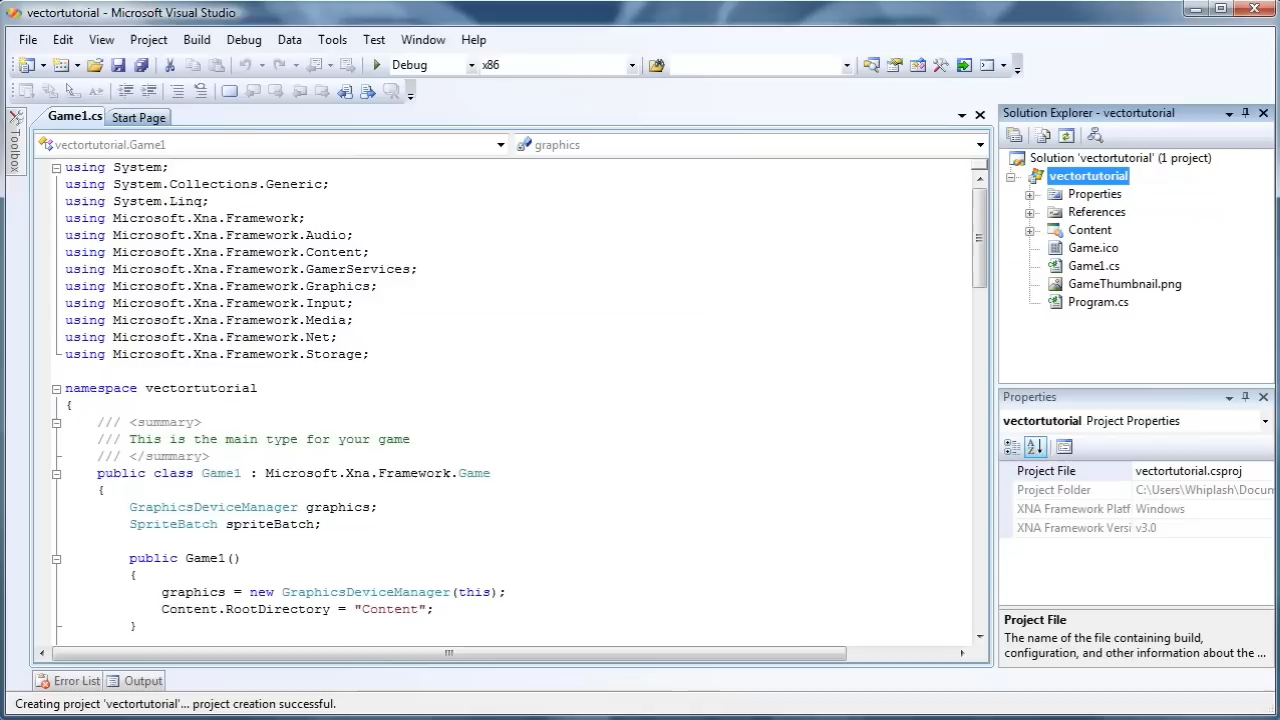 vectortutorial - Microsoft Visual Studio
File Edit View Project Build Debug Data Tools Test Window Help
Debug x86
Game1.cs Start Page
Toolbox
vectortutorial.Game1 graphics
using System;
using System.Collections.Generic;
using System.Linq;
using Microsoft.Xna.Framework;
using Microsoft.Xna.Framework.Audio;
using Microsoft.Xna.Framework.Content;
using Microsoft.Xna.Framework.GamerServices;
using Microsoft.Xna.Framework.Graphics;
using Microsoft.Xna.Framework.Input;
using Microsoft.Xna.Framework.Media;
using Microsoft.Xna.Framework.Net;
using Microsoft.Xna.Framework.Storage;
namespace vectortutorial
{
/// <summary>
/// This is the main type for your game
/// </summary>
public class Game1 : Microsoft.Xna.Framework.Game
{
GraphicsDeviceManager graphics;
SpriteBatch spriteBatch;
public Game1()
{
graphics = new GraphicsDeviceManager(this);
Content.RootDirectory = "Content";
}
Solution Explorer - vectortutorial
Solution 'vectortutorial' (1 project)
vectortutorial
Properties
References
Content
Game.ico
Game1.cs
GameThumbnail.png
Program.cs
Properties
vectortutorial Project Properties
Project File vectortutorial.csproj
Project Folder C:\Users\Whiplash\Docun
XNA Framework Platf Windows
XNA Framework Versi v3.0
Project File
The name of the file containing build,
configuration, and other information about the ...
Error List Output
Creating project 'vectortutorial'... project creation successful.